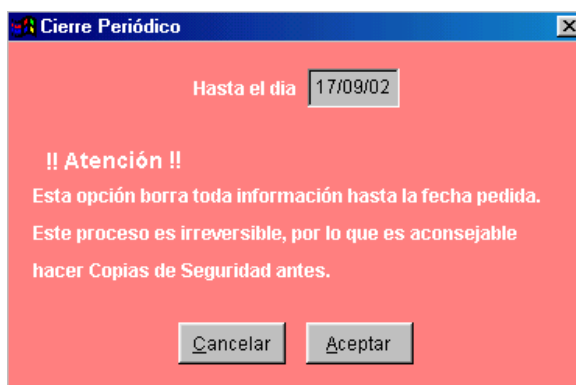 Cierre Periódico
Hasta el dia 17/09/02
!! Atención !!
Esta opción borra toda información hasta la fecha pedida.
Este proceso es irreversible, por lo que es aconsejable
hacer Copias de Seguridad antes.
Cancelar Aceptar